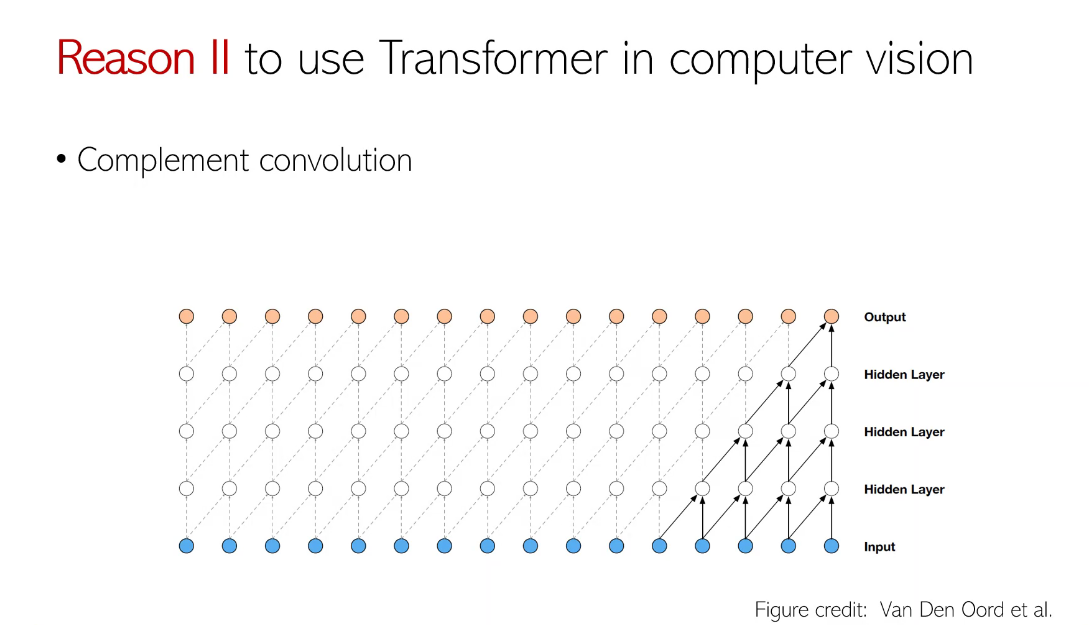 Reason II to use Transformer in computer vision
• Complement convolution
Output
Hidden Layer
Hidden Layer
Hidden Layer
Input
Figure credit: Van Den Oord et al.